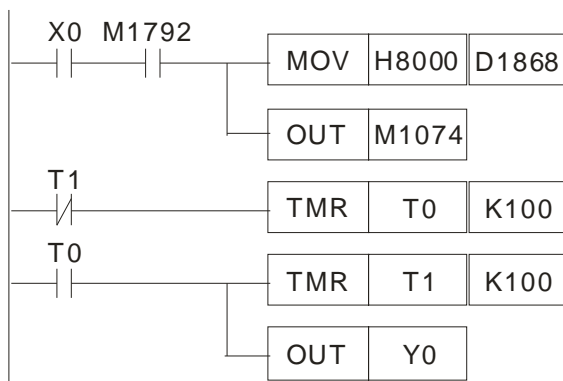 X0 M1792
MOV H8000 D1868
OUT M1074
T1
TMR T0 K100
T0
TMR T1 K100
OUT Y0